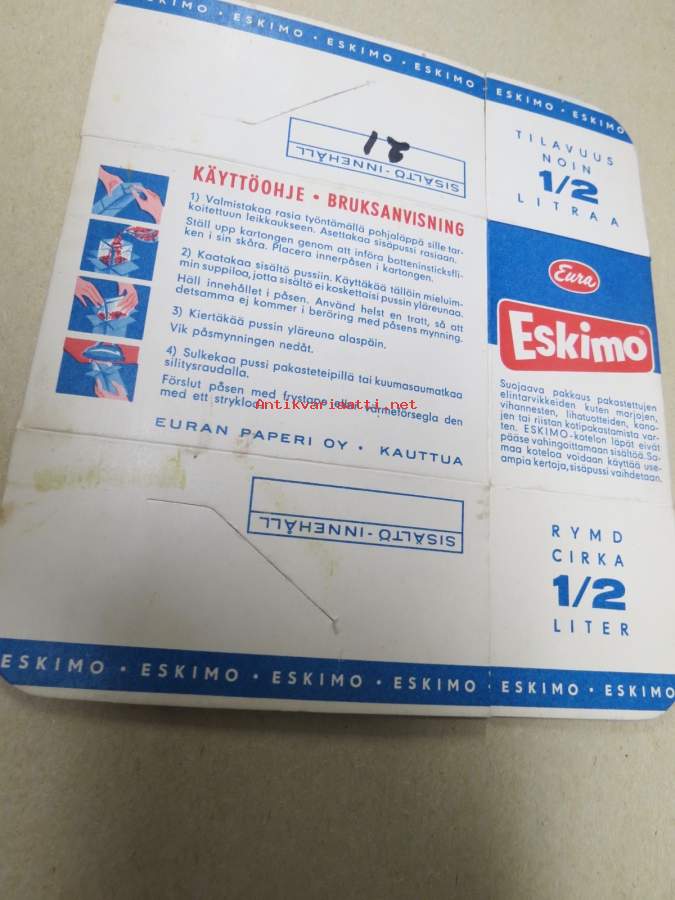 ESKIMO • ESKIMO • ESKIMO • ESKIMO • ESKIMO • ESKIMO
21
SISÄLTÖ-INNEHÅLL
TILAVUUS
NOIN
1/2
LITRAA
KÄYTTÖOHJE • BRUKSANVISNING
1) Valmistakaa rasia työntämällä pohjaläppä sille tar-
koitettuun leikkaukseen. Asettakaa sisäpussi rasiaan.
Ställ upp kartongen genom att införa botteninsticksfli-
ken i sin skåra. Placera innerpåsen i kartongen.
2) Kaatakaa sisältö pussiin. Käyttäkää tällöin mieluim-
min suppiloa, jotta sisältö ei koskettaisi pussin yläreunaa.
Häll innehållet i påsen. Använd helst en tratt, så att
detsamma ej kommer i beröring med påsens mynning.
3) Kiertäkää pussin yläreuna alaspäin.
Vik påsmynningen nedåt.
4) Sulkekaa pussi pakasteteipillä tai kuumasaumatkaa
silitysraudalla.
Förslut påsen med frystape eller värmeförsegla den
med ett strykjärn
Antikvariaatti.net
EURAN PAPERI OY • KAUTTUA
Eura
Eskimo
Suojaava pakkaus pakastettujen
elintarvikkeiden kuten marjojen,
vihannesten, lihatuotteiden, kano-
jen tai riistan kotipakastamista var-
ten. ESKIMO-kotelon läpät eivät
pääse vahingoittamaan sisältöä. Sa-
maa koteloa voidaan käyttää use-
ampia kertoja, sisäpussi vaihdetaan.
SISÄLTÖ-INNEHÅLL
RYMD
CIRKA
1/2
LITER
ESKIMO • ESKIMO • ESKIMO • ESKIMO • ESKIMO • ESKIMO